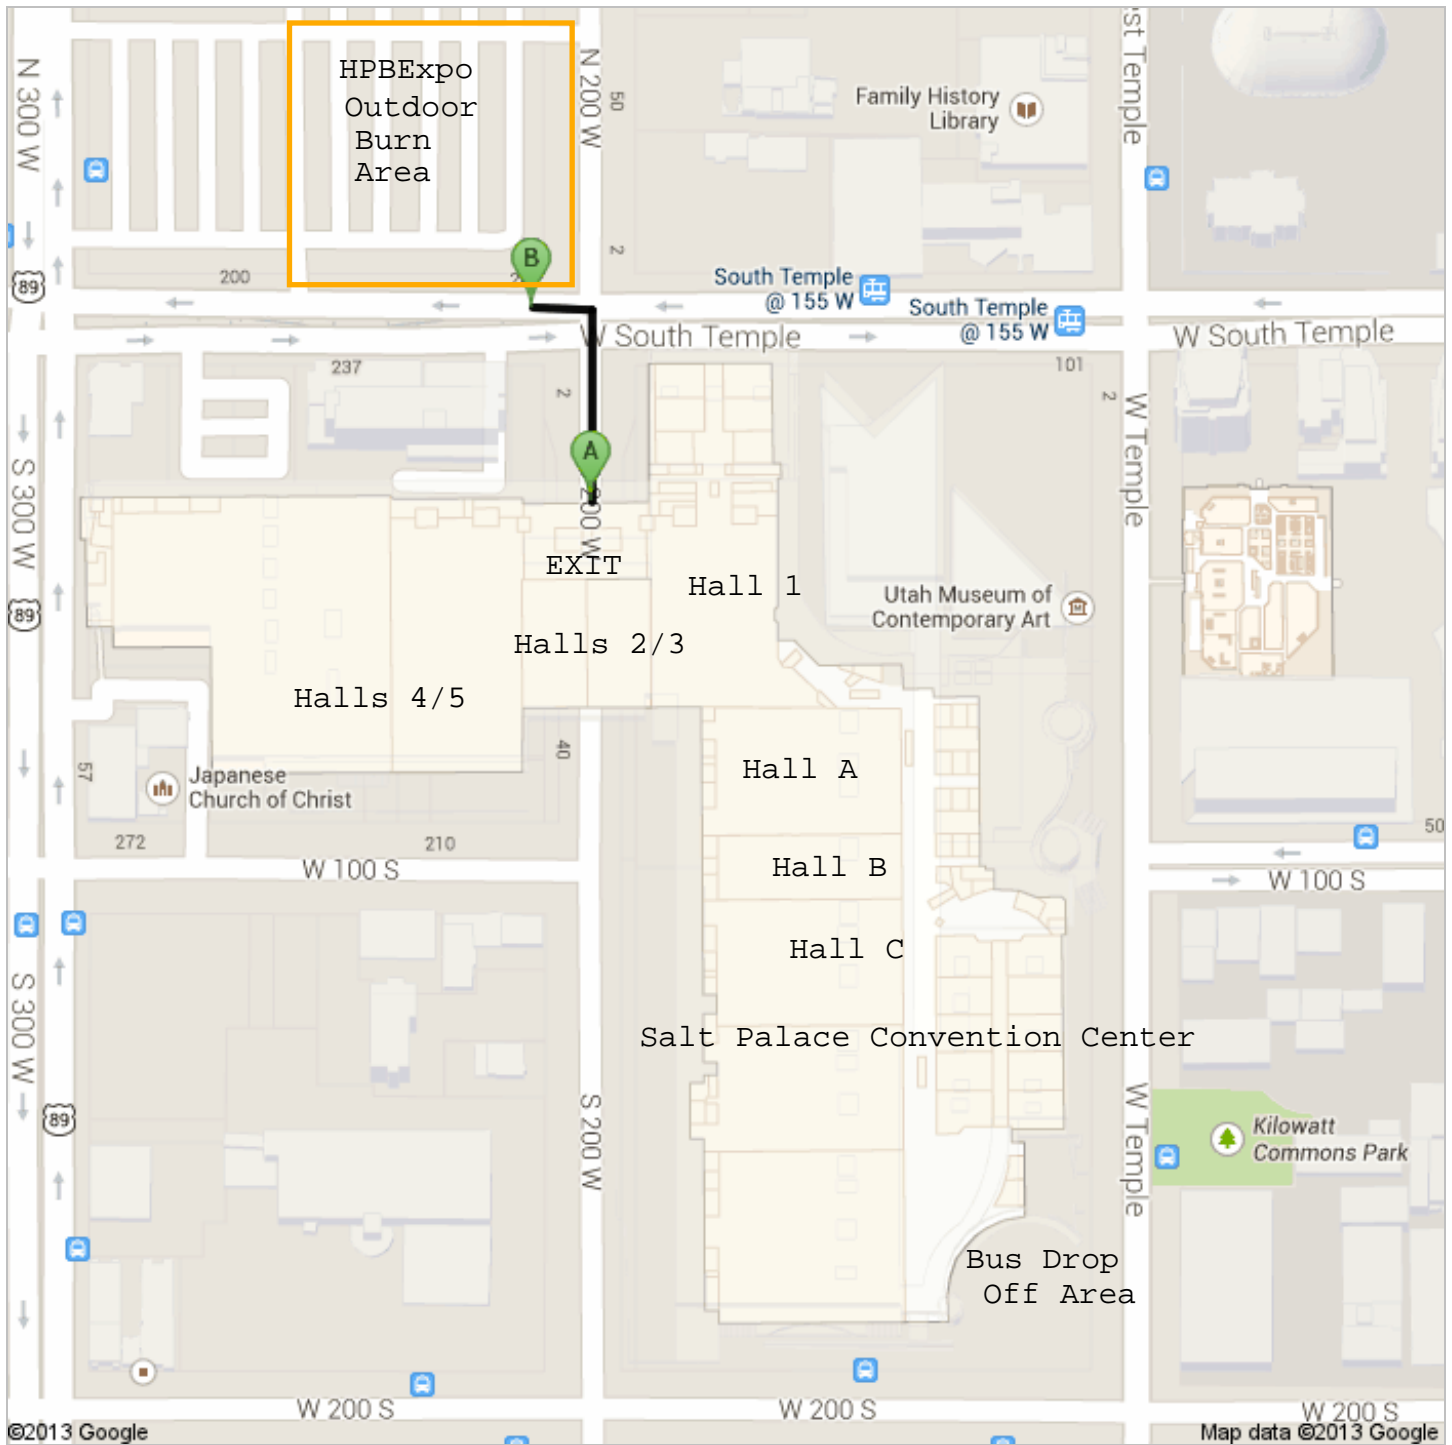 HPBExpo
Outdoor
Burn
Area
N 300 W
N 200 W
50
st Temple
Family History
Library
2
B
200
89
South Temple
@ 155 W
South Temple
@ 155 W
W South Temple
W South Temple
237
2
101
2
W Temple
A
S 300 W
200 W
EXIT
Hall 1
Utah Museum of
Contemporary Art
89
Halls 2/3
Halls 4/5
57
40
Japanese
Church of Christ
Hall A
272
210
50
W 100 S
Hall B
W 100 S
Hall C
S 300 W
Salt Palace Convention Center
89
S 200 W
W Temple
Kilowatt
Commons Park
Bus Drop
Off Area
W 200 S
W 200 S
W 200 S
©2013 Google
Map data ©2013 Google